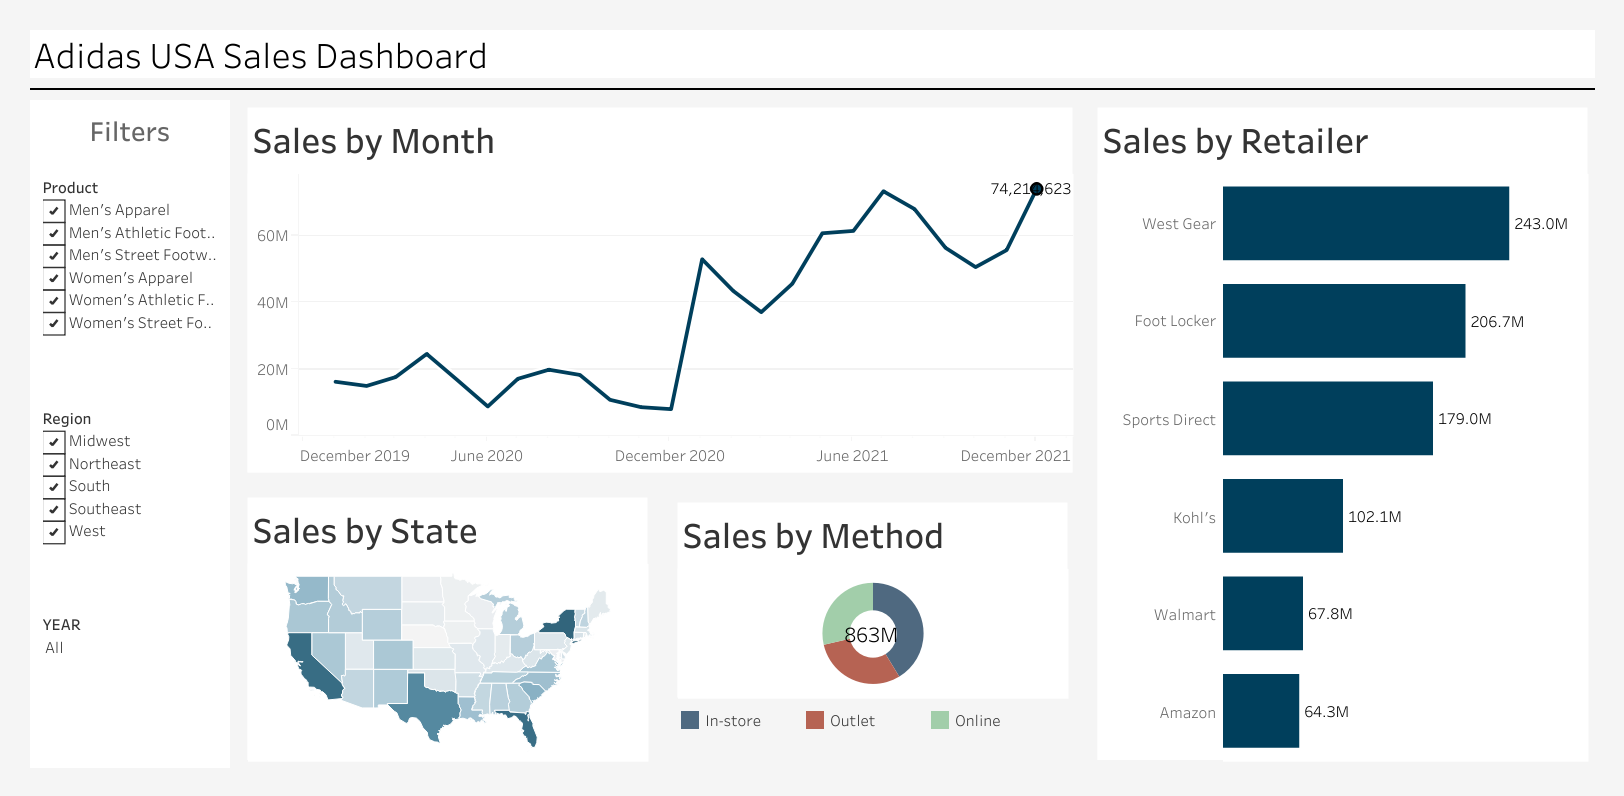 Adidas USA Sales Dashboard
Filters
Product
Men's Apparel
Men's Athletic Foot..
Men's Street Footw..
Women's Apparel
Women's Athletic F..
Women's Street Fo..
Region
Midwest
Northeast
South
Southeast
West
YEAR
All
Sales by Month
60M
40M
20M
0M
December 2019
June 2020
December 2020
June 2021
December 2021
Sales by State
Sales by Method
863M
In-store
Outlet
Online
Sales by Retailer
West Gear 243.0M
Foot Locker 206.7M
Sports Direct 179.0M
Kohl's 102.1M
Walmart 67.8M
Amazon 64.3M